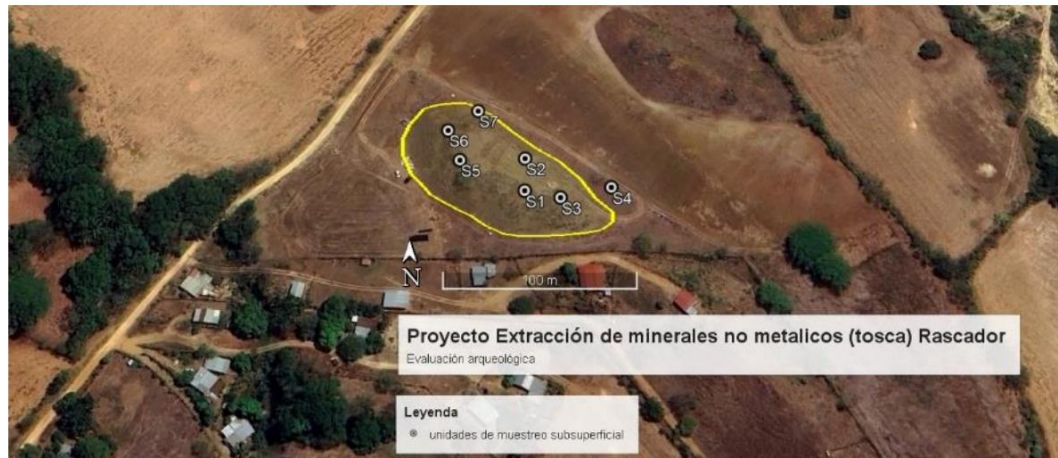 S7
S6
S5
S2
S1
S3
S4
N
100 m
Proyecto Extracción de minerales no metalicos (tosca) Rascador
Evaluación arqueológica
Leyenda
unidades de muestreo subsuperficial